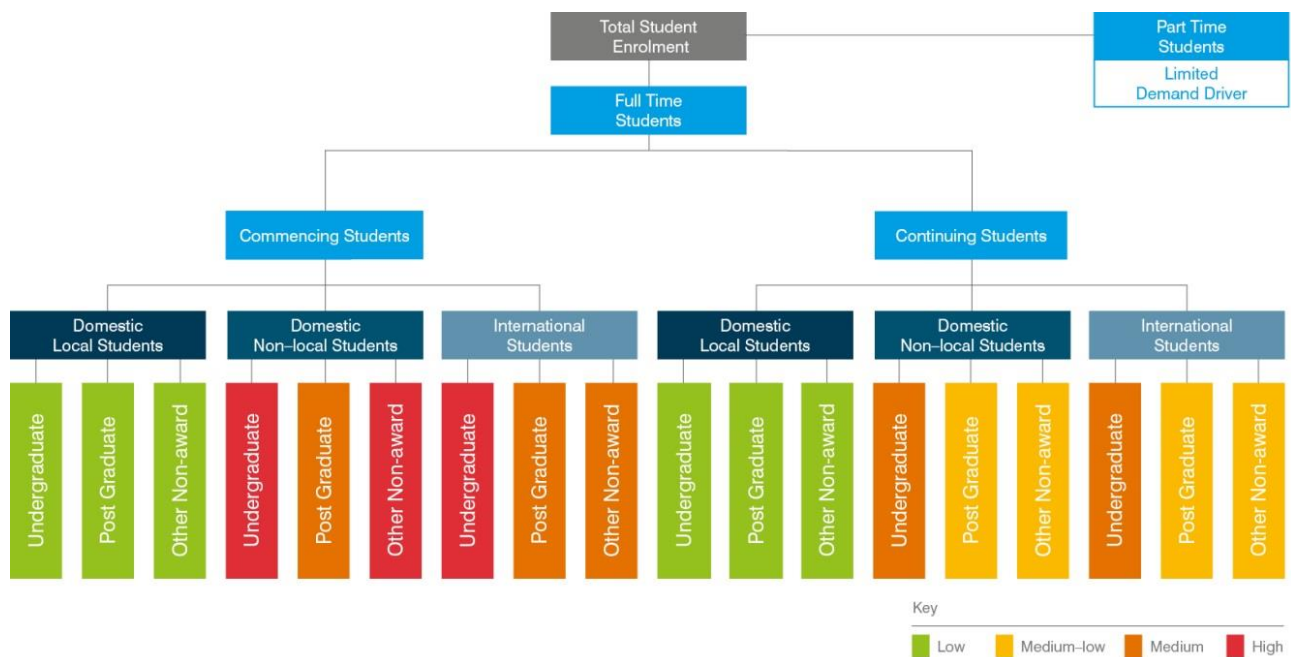 Total Student
Enrolment
Part Time
Students
Limited
Demand Driver
Full Time
Students
Commencing Students
Continuing Students
Domestic
Local Students
Domestic
Non–local Students
International
Students
Domestic
Local Students
Domestic
Non–local Students
International
Students
Undergraduate
Post Graduate
Other Non-award
Undergraduate
Post Graduate
Other Non-award
Undergraduate
Post Graduate
Other Non-award
Undergraduate
Post Graduate
Other Non-award
Undergraduate
Post Graduate
Other Non-award
Undergraduate
Post Graduate
Other Non-award
Key
Low
Medium–low
Medium
High